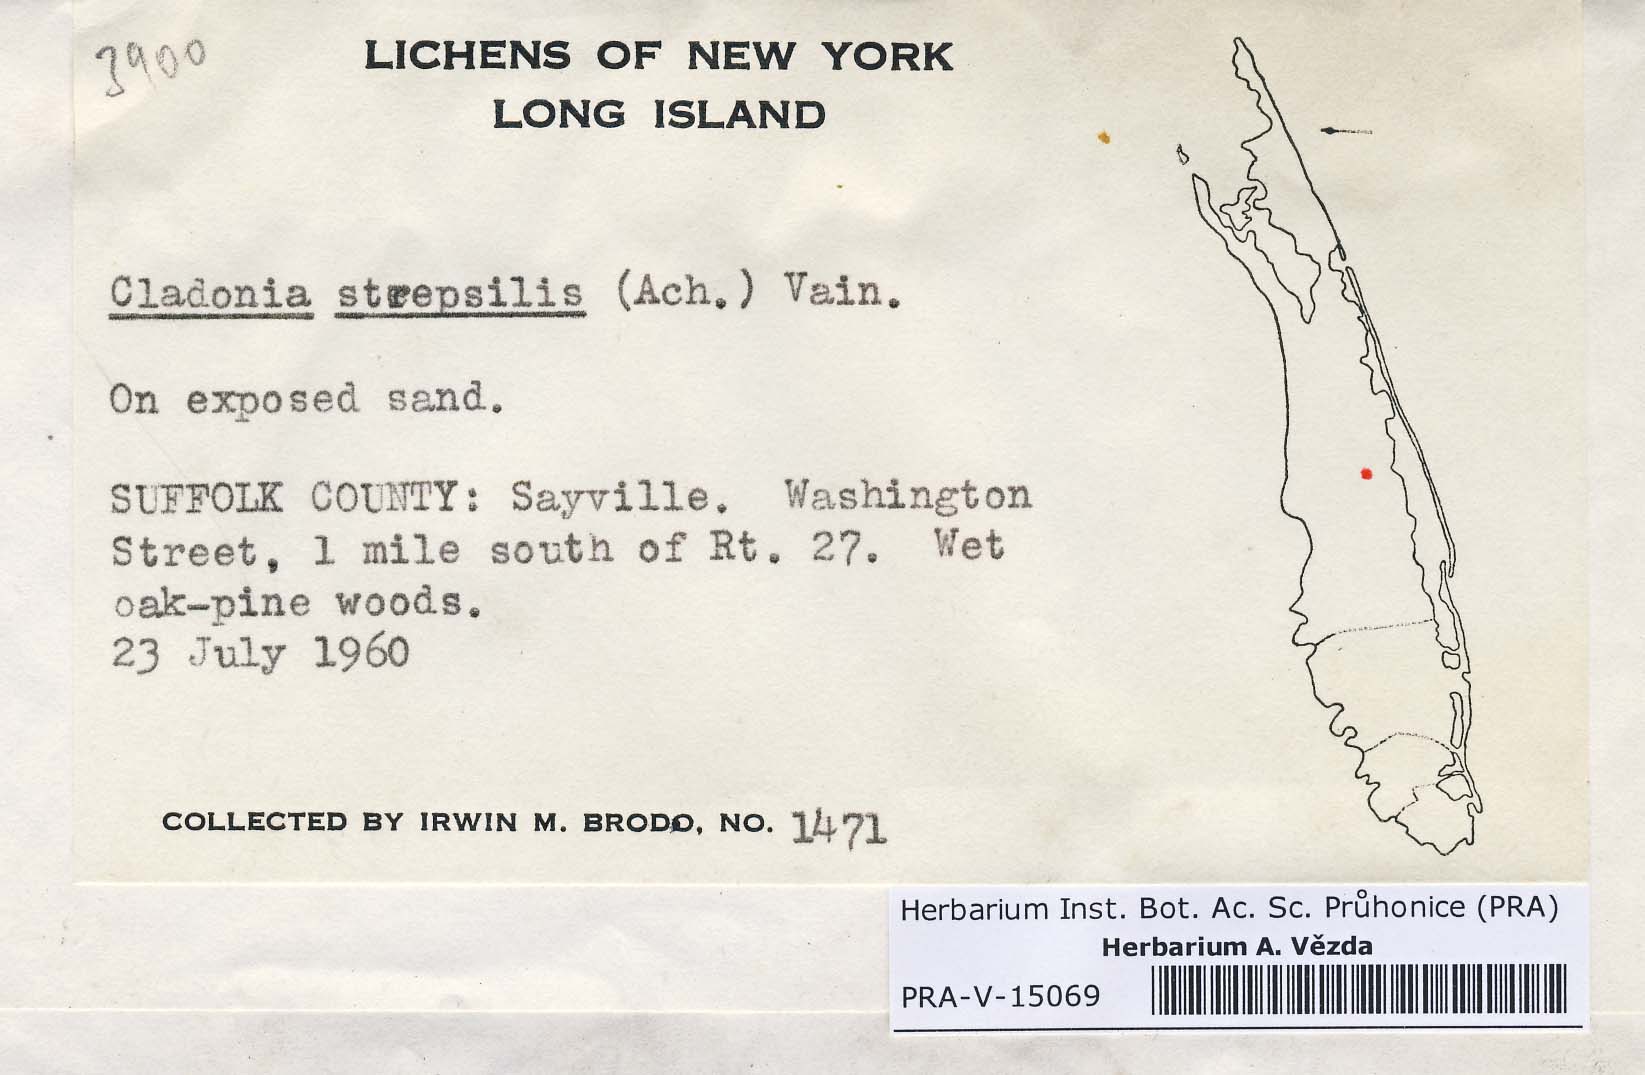 3900
LICHENS OF NEW YORK
LONG ISLAND
Cladonia strepsilis (Ach.) Vain.
On exposed sand.
SUFFOLK COUNTY: Sayville. Washington
Street, 1 mile south of Rt. 27. Wet
oak-pine woods.
23 July 1960
COLLECTED BY IRWIN M. BRODO, NO. 1471
Herbarium Inst. Bot. Ac. Sc. Průhonice (PRA)
Herbarium A. Vězda
PRA-V-15069